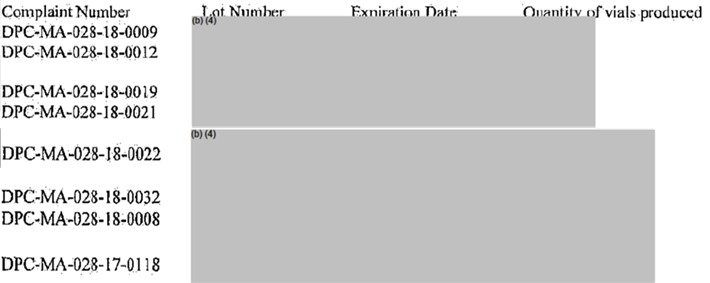 Complaint Number Lot Number Expiration Date Quantity of vials produced
DPC-MA-028-18-0009 (b) (4)
DPC-MA-028-18-0012
DPC-MA-028-18-0019
DPC-MA-028-18-0021
(b) (4)
DPC-MA-028-18-0022
DPC-MA-028-18-0032
DPC-MA-028-18-0008
DPC-MA-028-17-0118